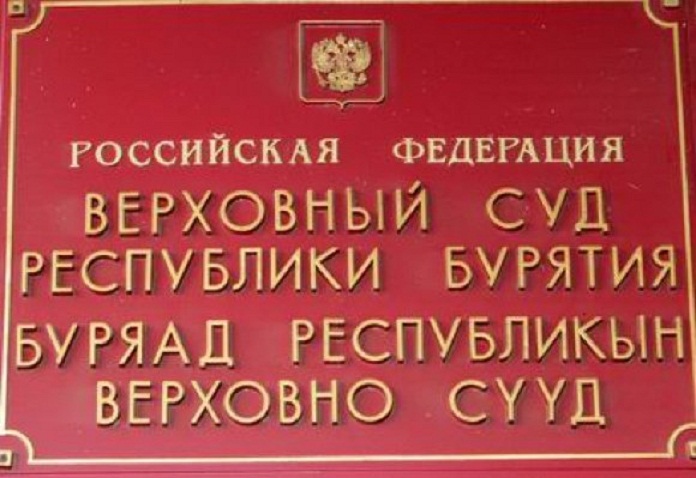 РОССИЙСКАЯ ФЕДЕРАЦИЯ
ВЕРХОВНЫЙ СУД
РЕСПУБЛИКИ БУРЯТИЯ
БУРЯАД РЕСПУБЛИКЫН
ВЕРХОВНО СҮҮД